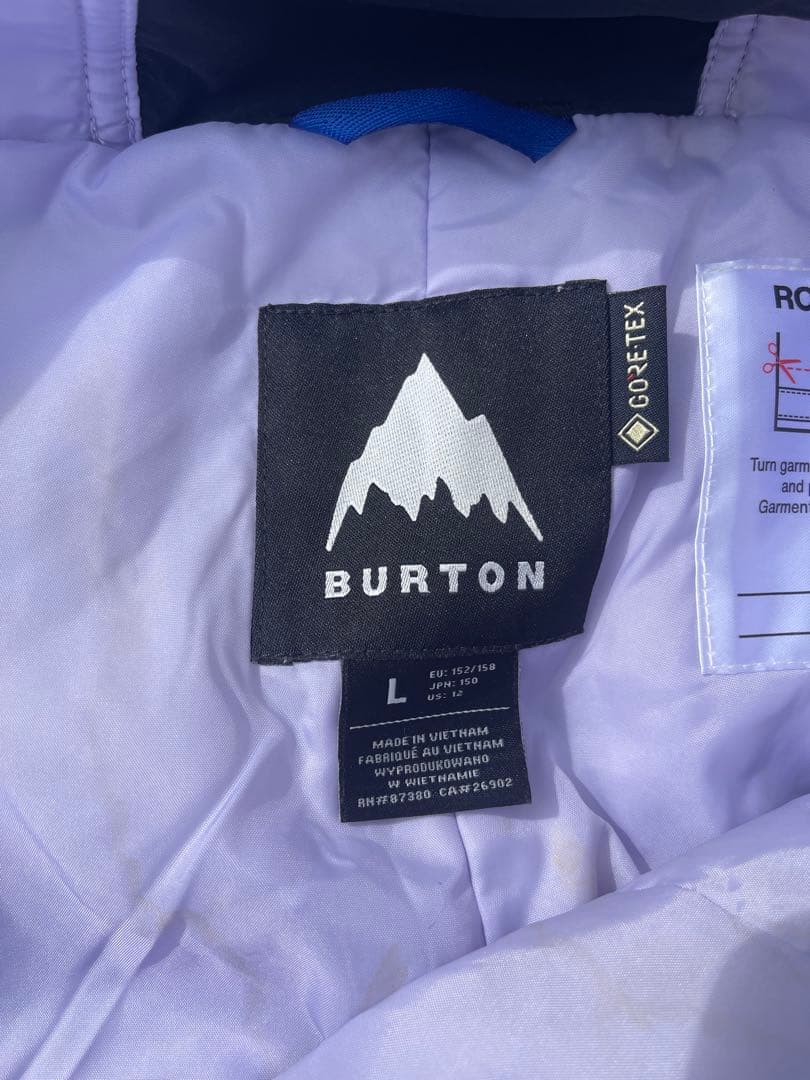 GORE-TEX
BURTON
L
EU: 152/158
JPN: 150
US: 12
MADE IN VIETNAM
FABRIQUÉ AU VIETNAM
WYPRODUKOWANO
W WIETNAMIE
RN#87380 CA#26902
RO
Turn garm
and p
Garment